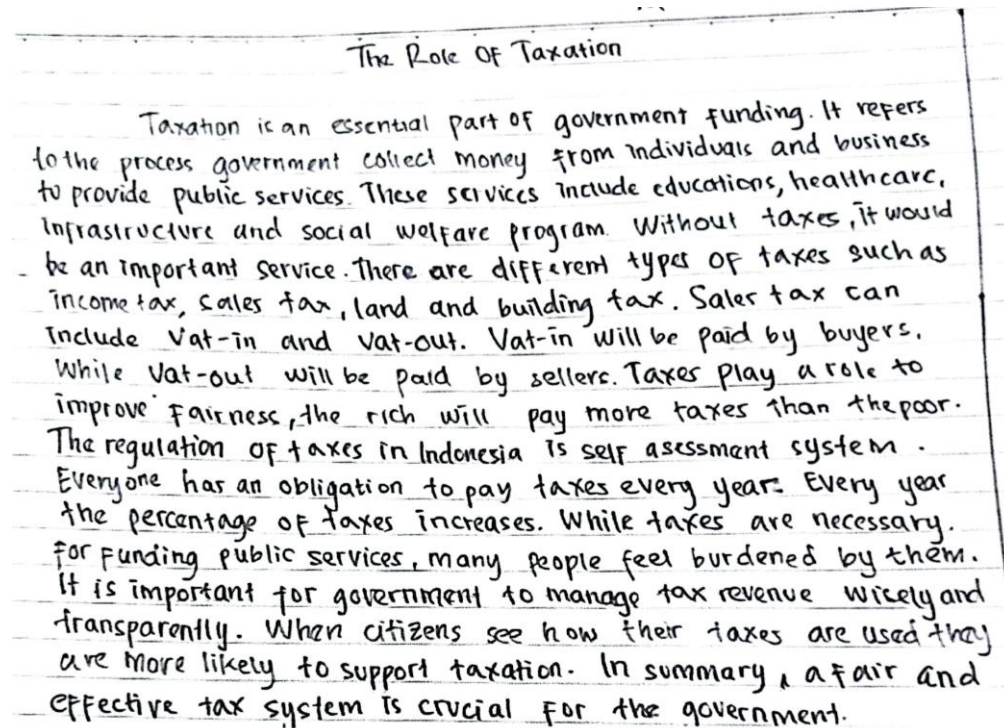 The Role Of Taxation
Taxation is an essential part of government funding. It refers
to the process government collect money from individuals and business
to provide public services. These services include educations, healthcare,
infrastructure and social walfare program. Without taxes, it would
be an important service. There are different types of taxes such as
income tax, sales tax, land and building tax. Sales tax can
include Vat-in and Vat-out. Vat-in will be paid by buyers.
While Vat-out will be paid by sellers. Taxes play a role to
improve fairness, the rich will pay more taxes than the poor.
The regulation of taxes in Indonesia is self asessment system.
Everyone has an obligation to pay taxes every year. Every year
the percentage of taxes increases. While taxes are necessary.
for funding public services, many people feel burdened by them.
It is important for government to manage tax revenue wisely and
transparently. When citizens see how their taxes are used they
are more likely to support taxation. In summary, a fair and
effective tax system is crucial for the government.